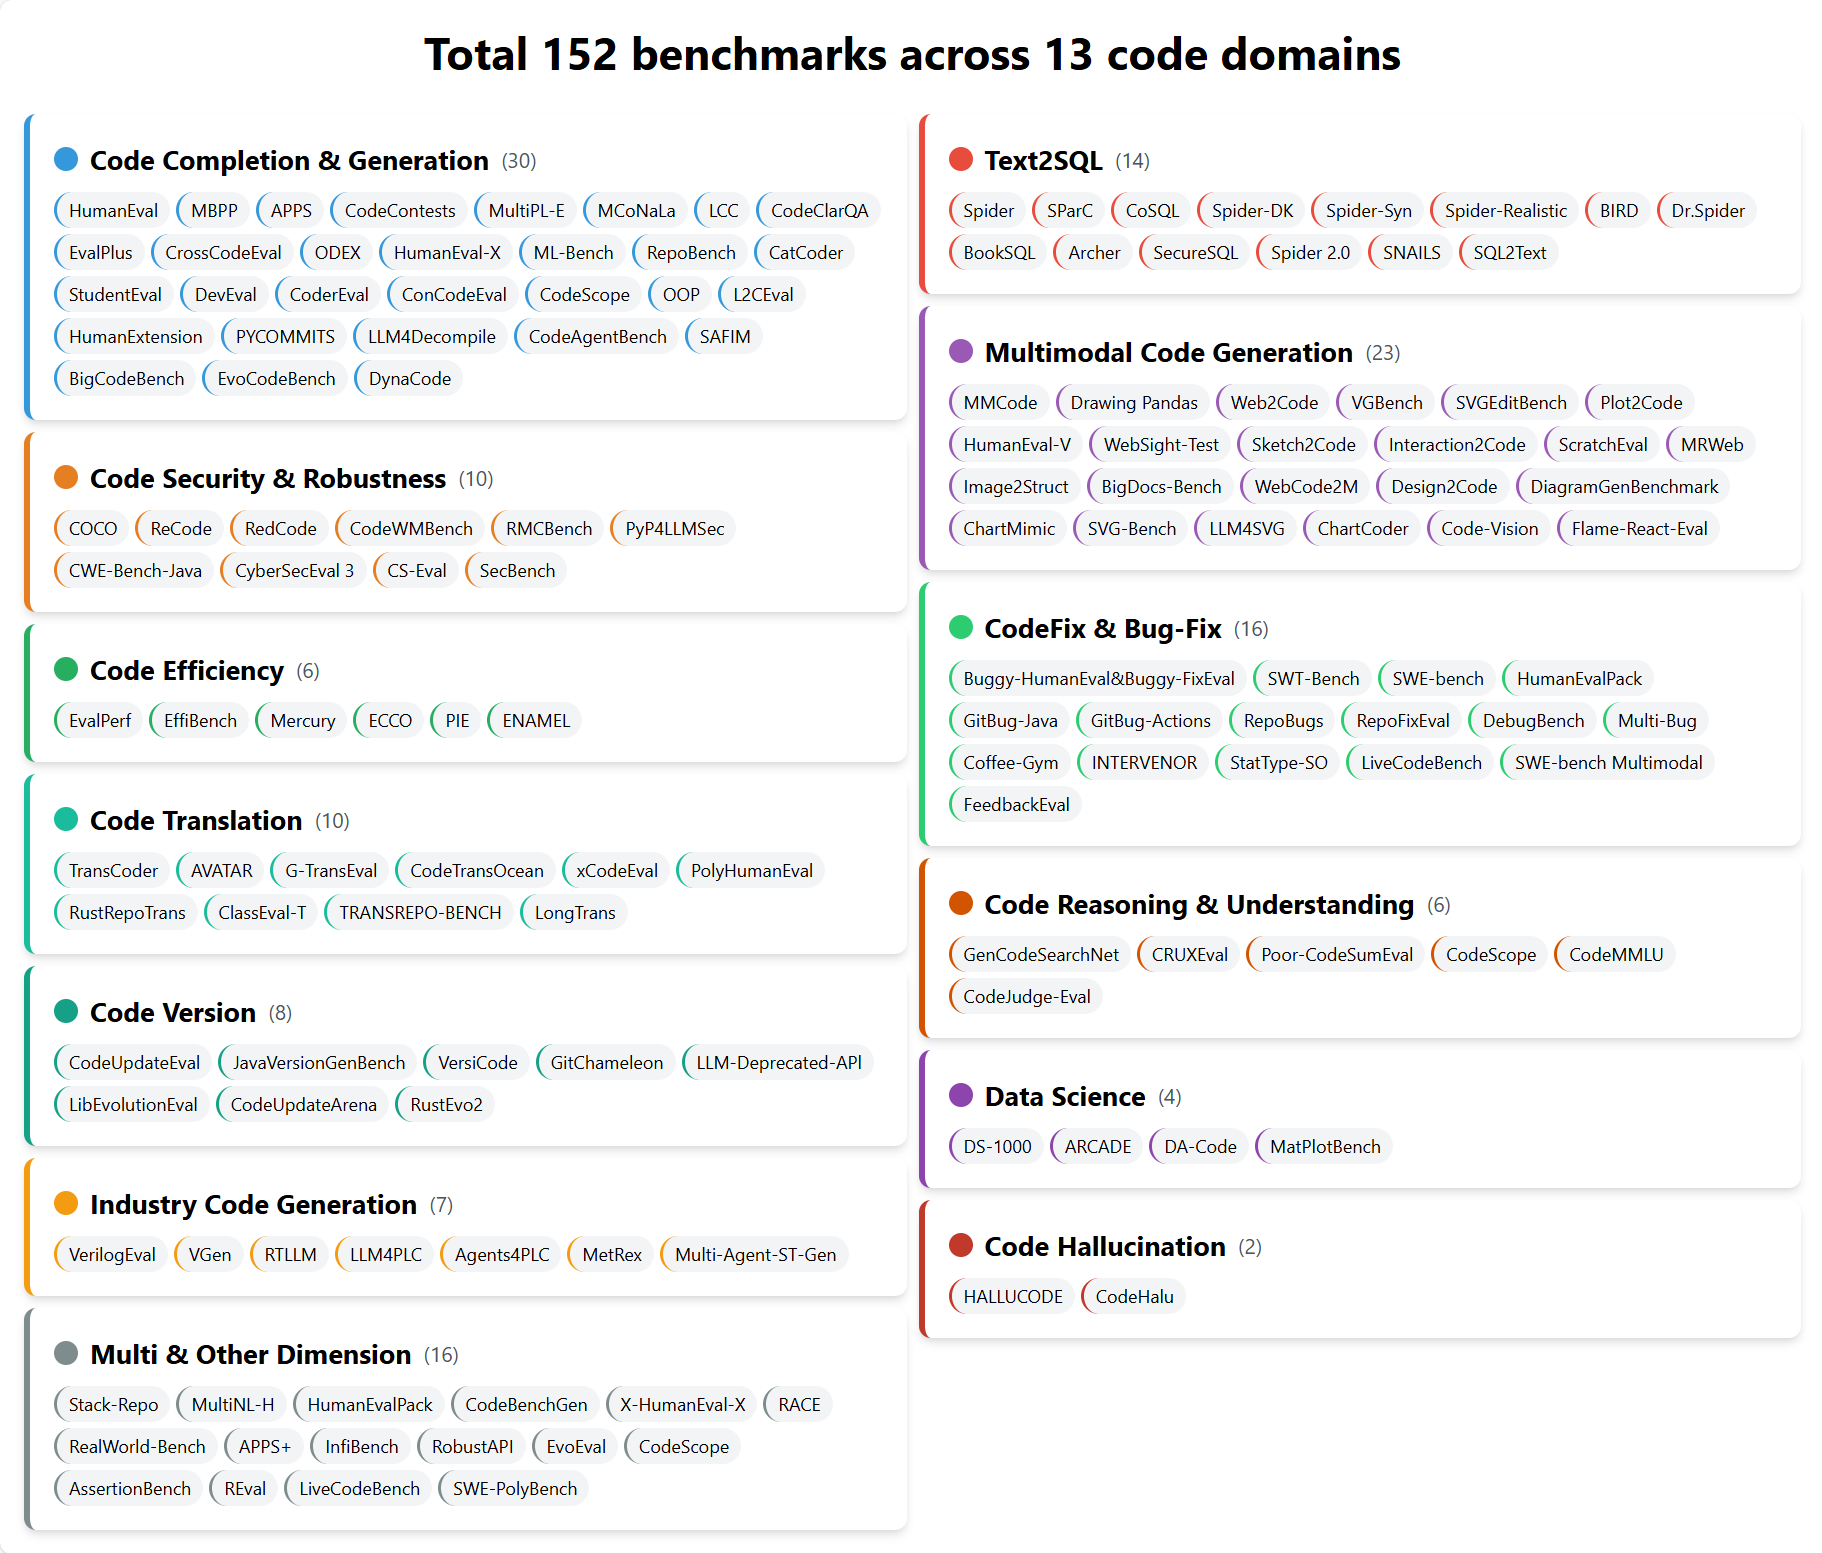 Total 152 benchmarks across 13 code domains
Code Completion & Generation (30)
HumanEval MBPP APPS CodeContests MultiPL-E MCoNaLa LCC CodeClarQA
EvalPlus CrossCodeEval ODEX HumanEval-X ML-Bench RepoBench CatCoder
StudentEval DevEval CoderEval ConCodeEval CodeScope OOP L2CEval
HumanExtension PYCOMMITS LLM4Decompile CodeAgentBench SAFIM
BigCodeBench EvoCodeBench DynaCode
Code Security & Robustness (10)
COCO ReCode RedCode CodeWMBench RMCBench PyP4LLMSec
CWE-Bench-Java CyberSecEval 3 CS-Eval SecBench
Code Efficiency (6)
EvalPerf EffiBench Mercury ECCO PIE ENAMEL
Code Translation (10)
TransCoder AVATAR G-TransEval CodeTransOcean xCodeEval PolyHumanEval
RustRepoTrans ClassEval-T TRANSREPO-BENCH LongTrans
Code Version (8)
CodeUpdateEval JavaVersionGenBench VersiCode GitChameleon LLM-Deprecated-APl
LibEvolutionEval CodeUpdateArena RustEvo2
Industry Code Generation (7)
VerilogEval VGen RTLLM LLM4PLC Agents4PLC MetRex Multi-Agent-ST-Gen
Multi & Other Dimension (16)
Stack-Repo MultiNL-H HumanEvalPack CodeBenchGen X-HumanEval-X RACE
RealWorld-Bench APPS+ InfiBench RobustAPI EvoEval CodeScope
AssertionBench REval LiveCodeBench SWE-PolyBench
Text2SQL (14)
Spider SParC CoSQL Spider-DK Spider-Syn Spider-Realistic BIRD Dr.Spider
BookSQL Archer SecureSQL Spider 2.0 SNAILS SQL2Text
Multimodal Code Generation (23)
MMCode Drawing Pandas Web2Code VGBench SVGEditBench Plot2Code
HumanEval-V WebSight-Test Sketch2Code Interaction2Code ScratchEval MRWeb
Image2Struct BigDocs-Bench WebCode2M Design2Code DiagramGenBenchmark
ChartMimic SVG-Bench LLM4SVG ChartCoder Code-Vision Flame-React-Eval
CodeFix & Bug-Fix (16)
Buggy-HumanEval&Buggy-FixEval SWT-Bench SWE-bench HumanEvalPack
GitBug-Java GitBug-Actions RepoBugs RepoFixEval DebugBench Multi-Bug
Coffee-Gym INTERVENOR StatType-SO LiveCodeBench SWE-bench Multimodal
FeedbackEval
Code Reasoning & Understanding (6)
GenCodeSearchNet CRUXEval Poor-CodeSumEval CodeScope CodeMMLU
CodeJudge-Eval
Data Science (4)
DS-1000 ARCADE DA-Code MatPlotBench
Code Hallucination (2)
HALLUCODE CodeHalu